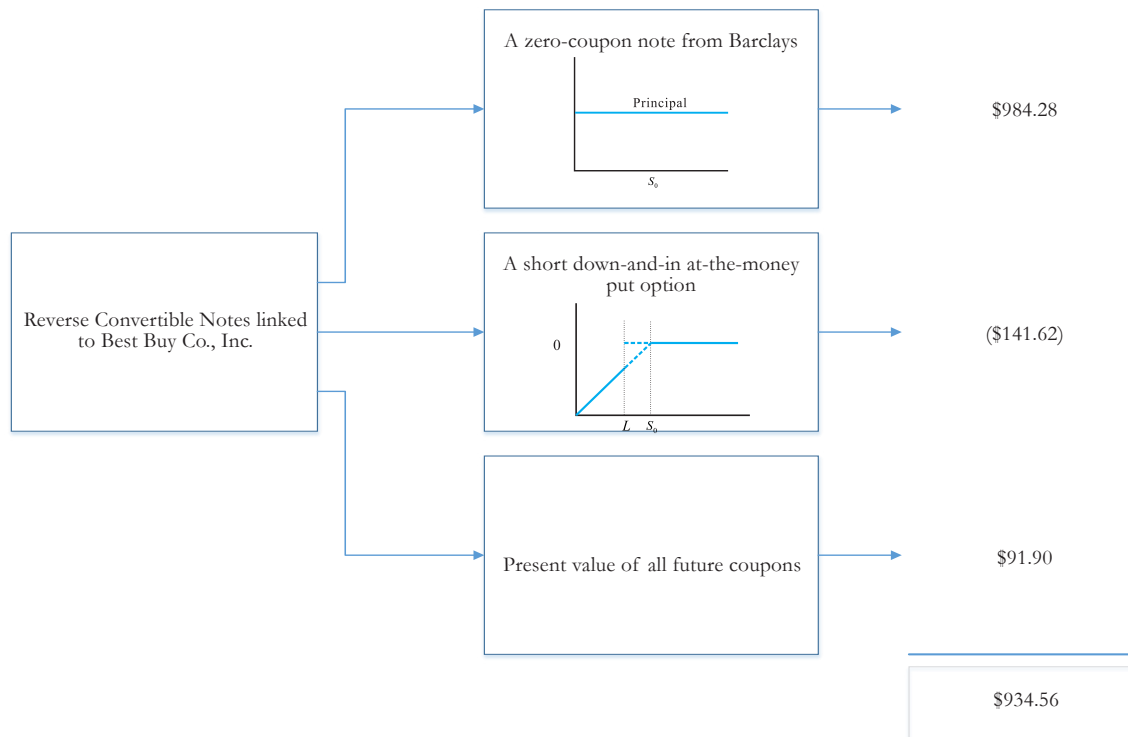 A zero-coupon note from Barclays
Principal
S₀
$984.28
Reverse Convertible Notes linked
to Best Buy Co., Inc.
A short down-and-in at-the-money
put option
0
L S₀
($141.62)
Present value of all future coupons
$91.90
$934.56